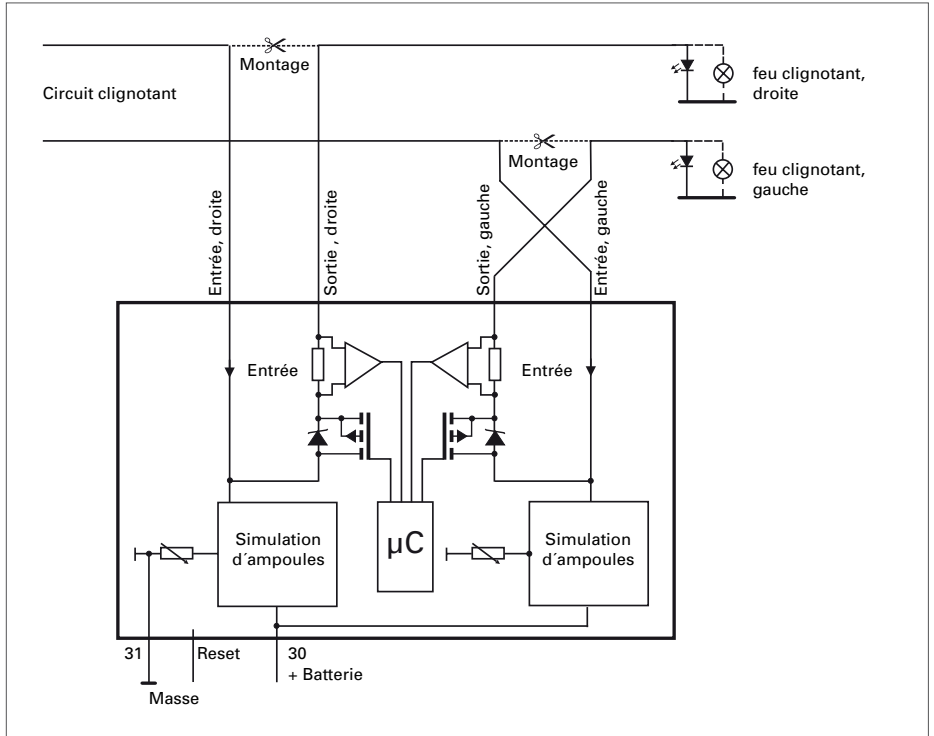 Montage
feu clignotant,
droite
Circuit clignotant
Montage
feu clignotant,
gauche
Entrée, droite
Sortie , droite
Sortie, gauche
Entrée, gauche
Entrée
Entrée
Simulation
d´ampoules
µC
Simulation
d´ampoules
31
Reset
30
+ Batterie
Masse